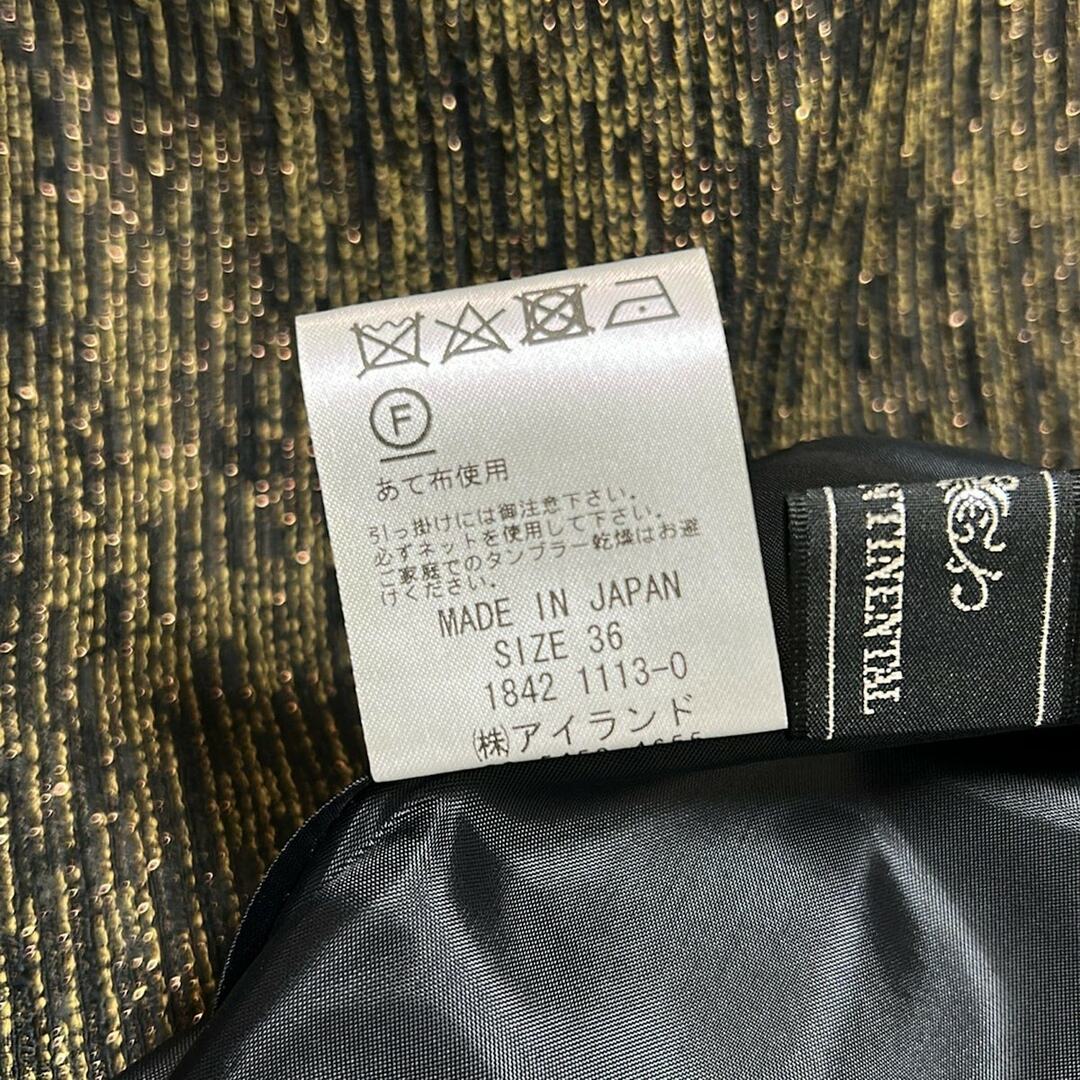 F
あて布使用
引っ掛けには御注意下さい。
必ずネットを使用して下さい。
ご家庭でのタンブラー乾燥はお避
けください。
MADE IN JAPAN
SIZE 36
1842 1113-0
(株)アイランド
TINENTAL